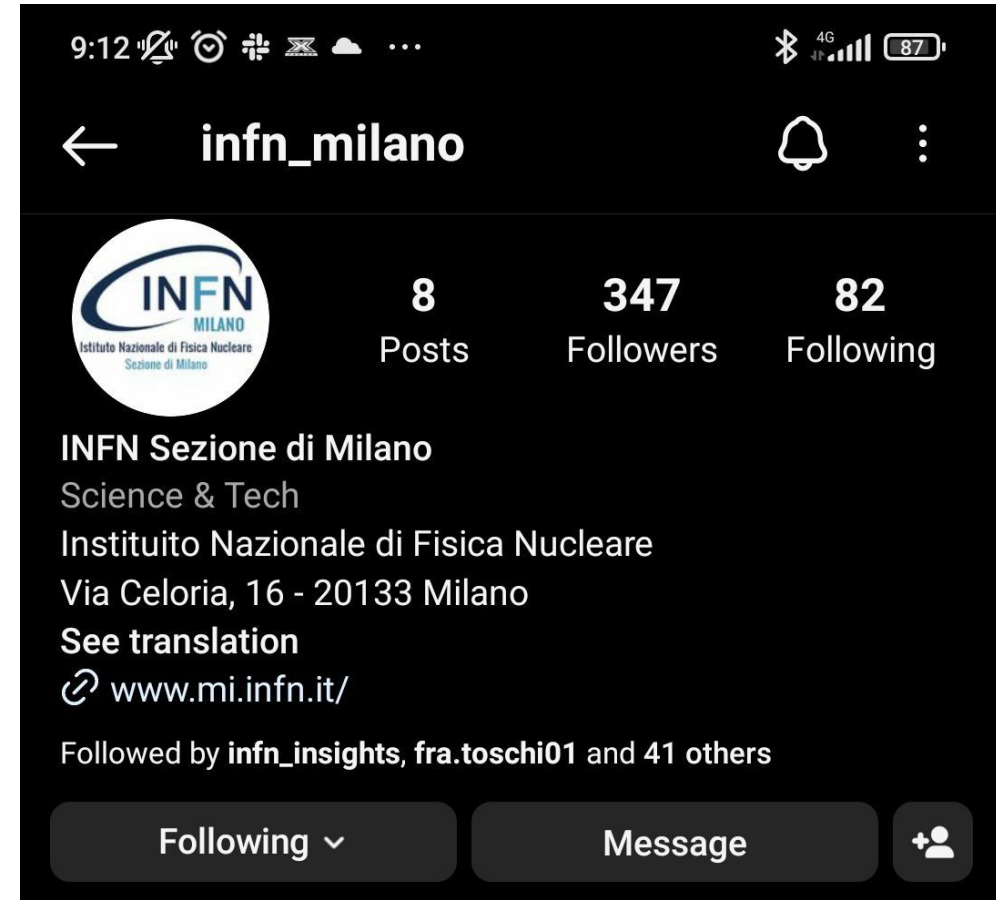 9:12 ... 4G 87
infn_milano
INFN
MILANO
Istituto Nazionale di Fisica Nucleare
Sezione di Milano
8 347 82
Posts Followers Following
INFN Sezione di Milano
Science & Tech
Instituito Nazionale di Fisica Nucleare
Via Celoria, 16 - 20133 Milano
See translation
www.mi.infn.it/
Followed by infn_insights, fra.toschi01 and 41 others
Following Message